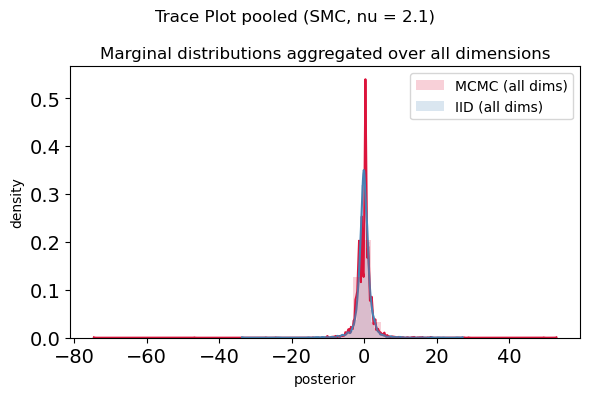 Trace Plot pooled (SMC, nu = 2.1)
Marginal distributions aggregated over all dimensions
MCMC (all dims)
IID (all dims)
density
0.5
0.4
0.3
0.2
0.1
0.0
−80 −60 −40 −20 0 20 40
posterior